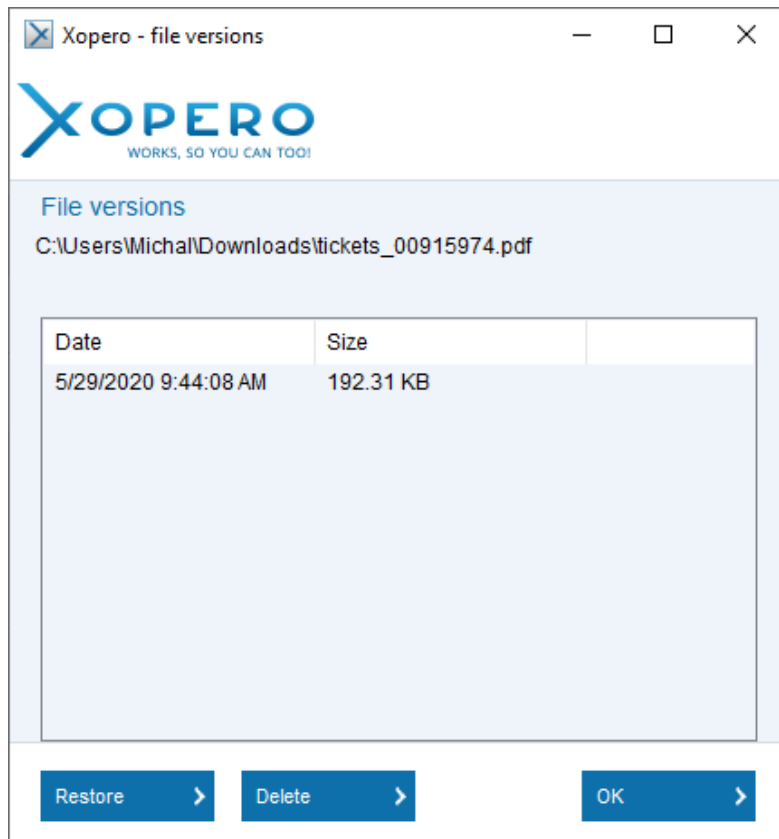 Xopero - file versions
XOPERO
WORKS, SO YOU CAN TOO!
File versions
C:\Users\Michal\Downloads\tickets_00915974.pdf
Date Size
5/29/2020 9:44:08 AM 192.31 KB
Restore Delete OK